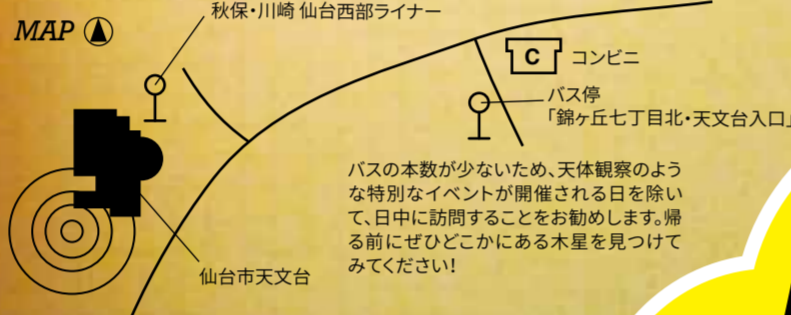 秋保・川崎 仙台西部ライナー
MAP
C コンビニ
バス停
「錦ヶ丘七丁目北・天文台入口」
バスの本数が少ないため、天体観察のよう
な特別なイベントが開催される日を除い
て、日中に訪問することをお勧めします。帰
る前にぜひどこかにある木星を見つけて
みてください！
仙台市天文台